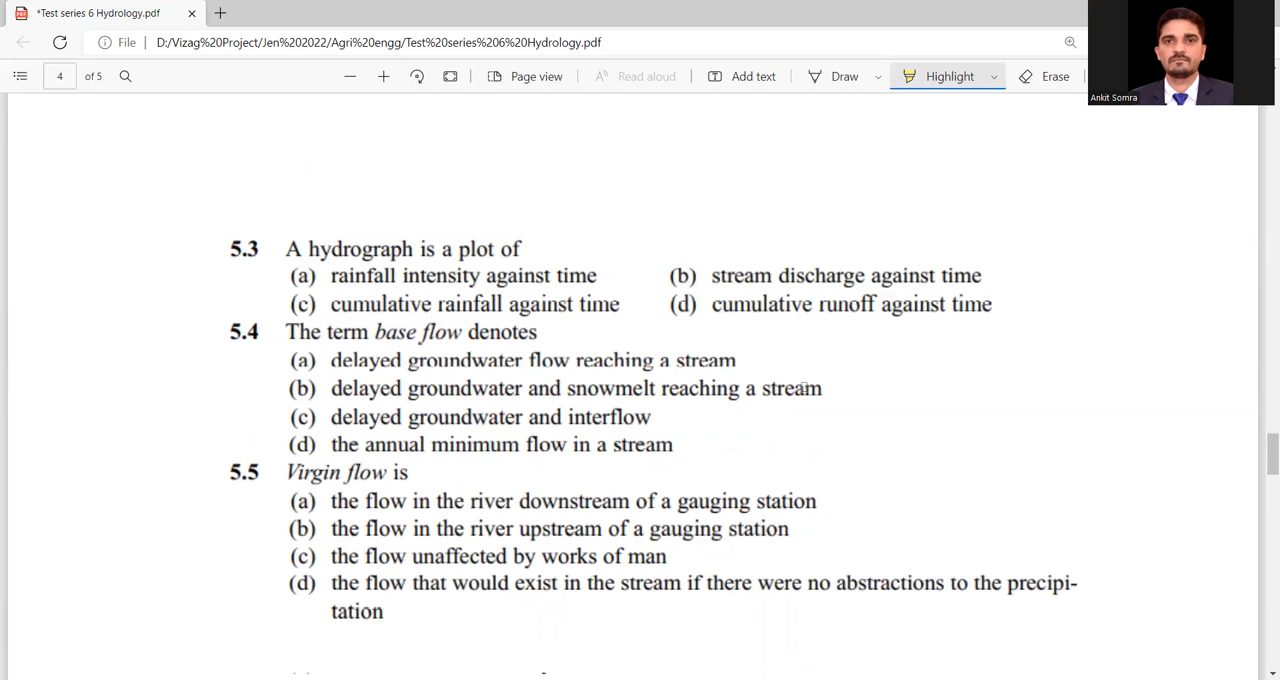 *Test series 6 Hydrology.pdf
File D:/Vizag%20Project/Jen%202022/Agri%20engg/Test%20series%206%20Hydrology.pdf
4 of 5 Page view Read aloud Add text Draw Highlight Erase
Ankit Somra
5.3 A hydrograph is a plot of
(a) rainfall intensity against time (b) stream discharge against time
(c) cumulative rainfall against time (d) cumulative runoff against time
5.4 The term base flow denotes
(a) delayed groundwater flow reaching a stream
(b) delayed groundwater and snowmelt reaching a stream
(c) delayed groundwater and interflow
(d) the annual minimum flow in a stream
5.5 Virgin flow is
(a) the flow in the river downstream of a gauging station
(b) the flow in the river upstream of a gauging station
(c) the flow unaffected by works of man
(d) the flow that would exist in the stream if there were no abstractions to the precipi-
tation